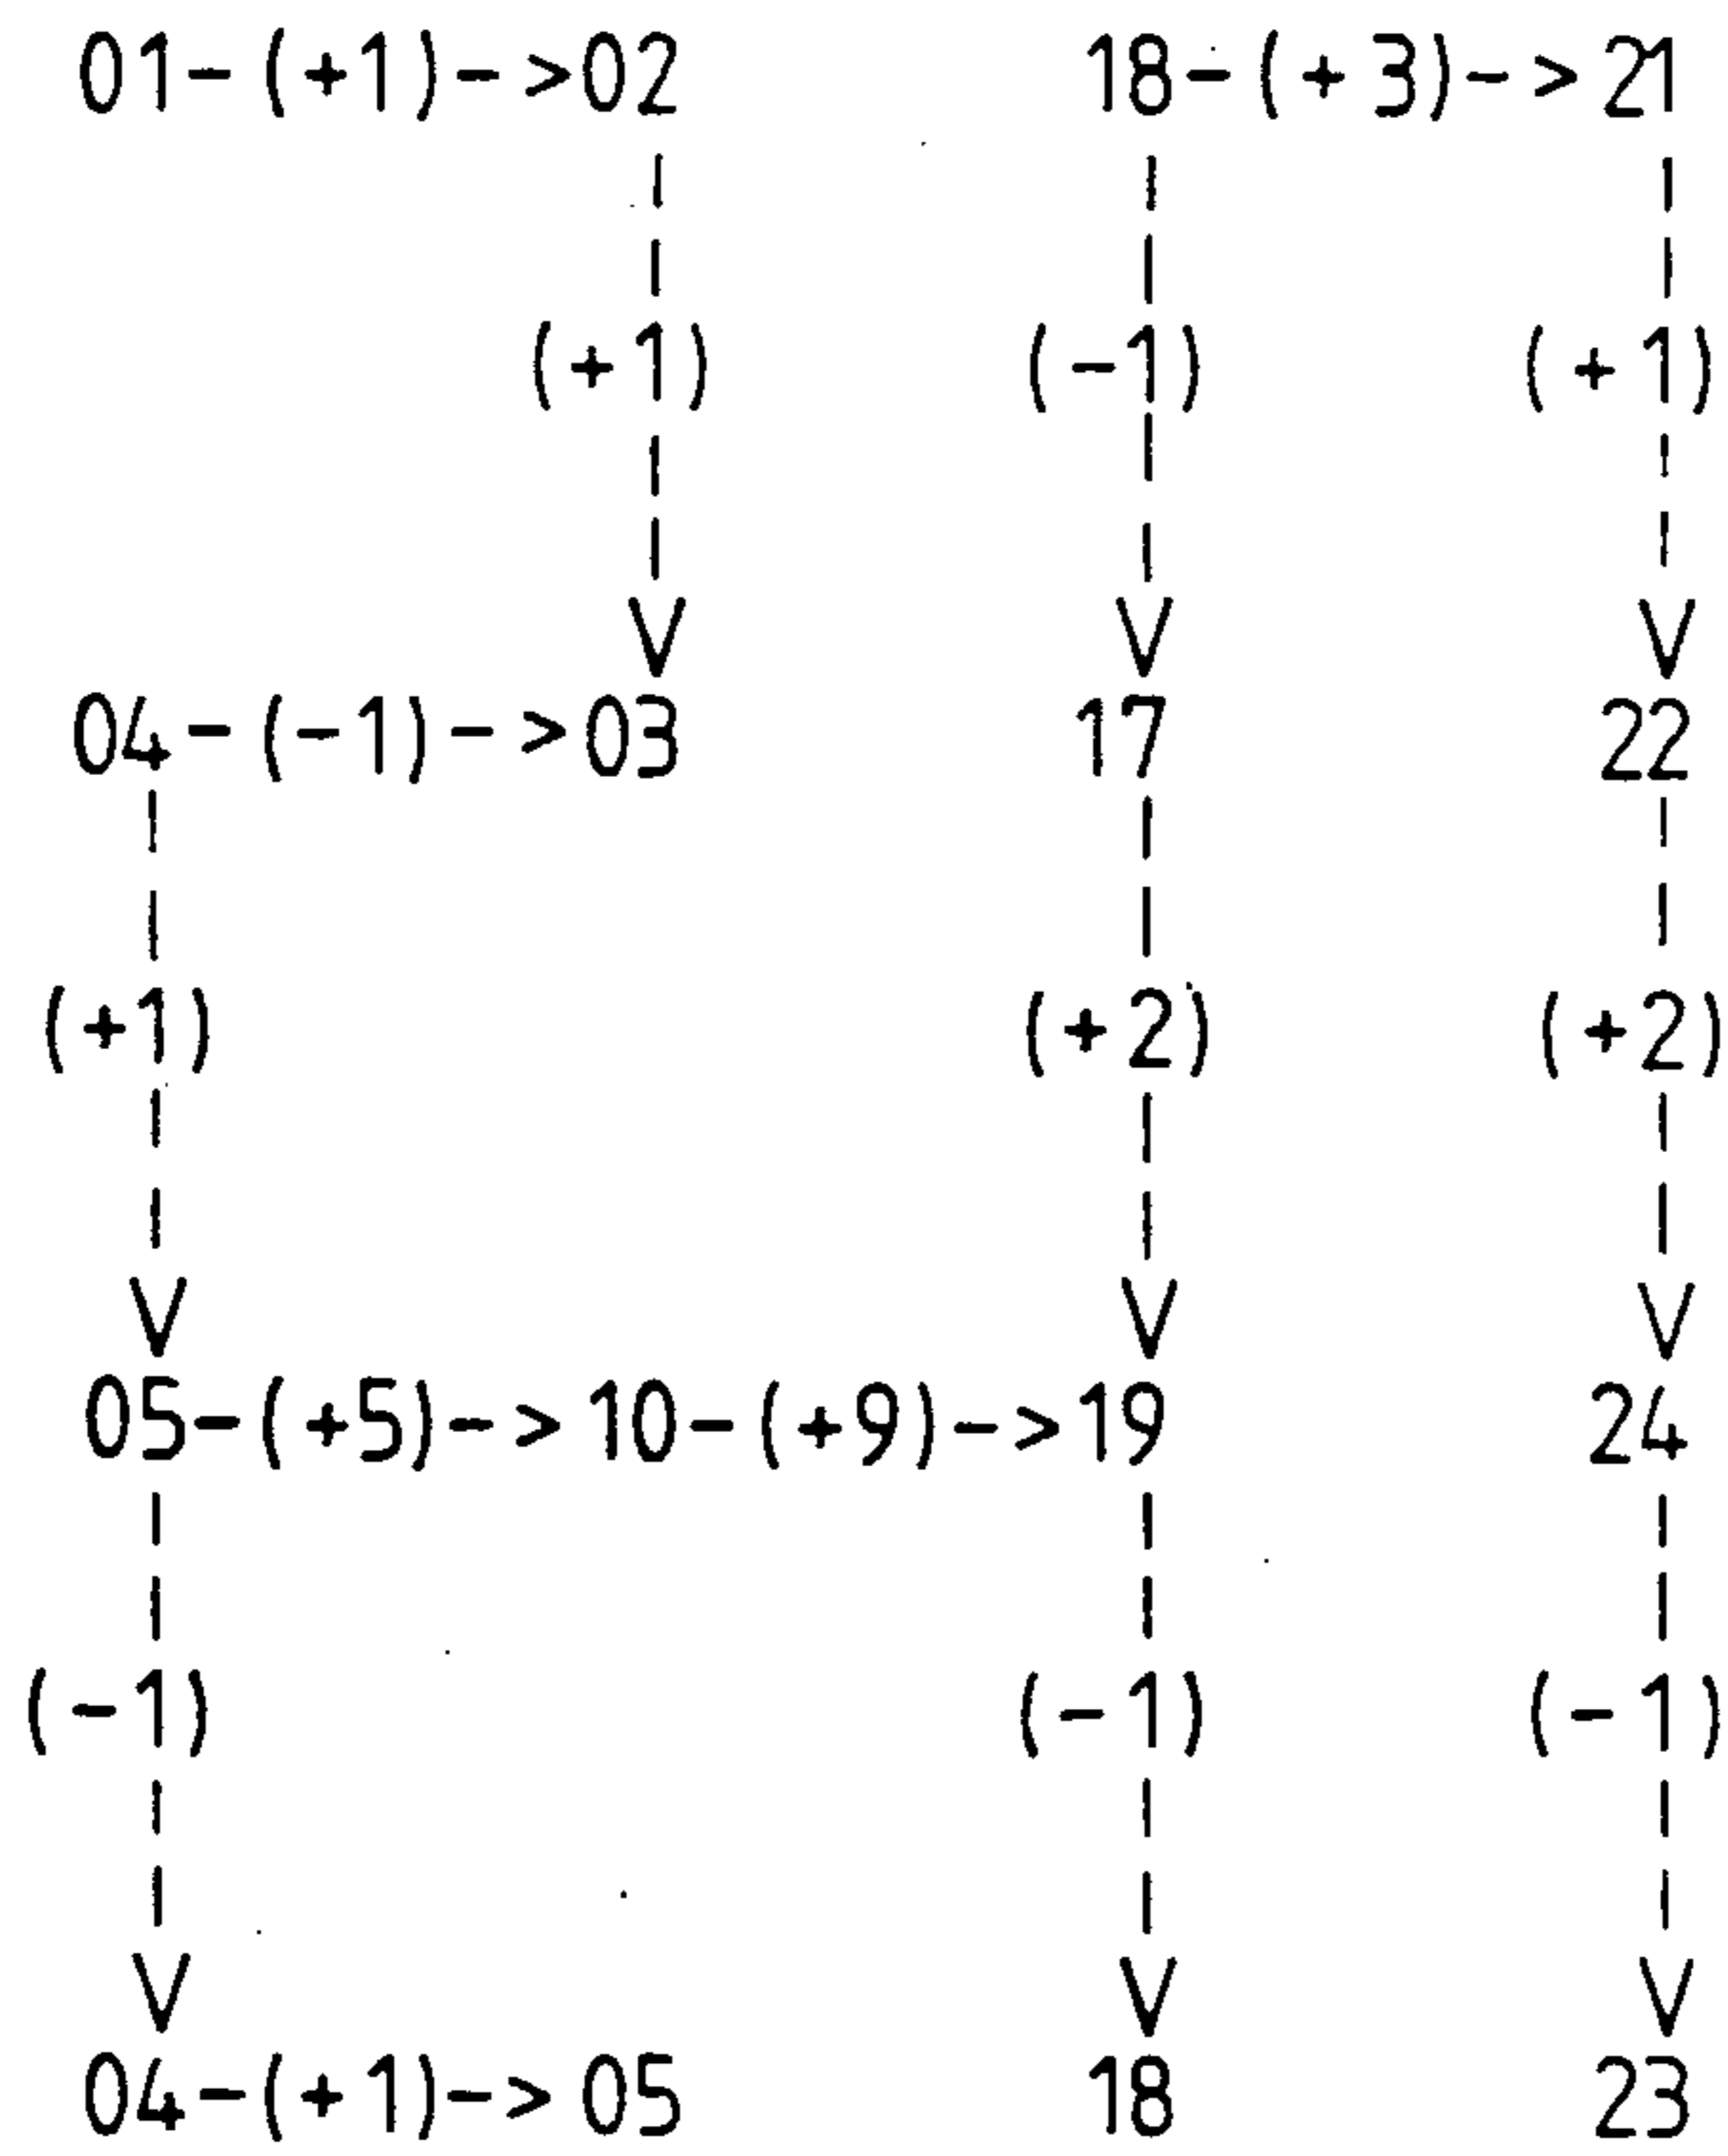 01-(+1)->02 18-(+3)->21
| | |
| | |
(+1) (-1) (+1)
| | |
| | |
V V V
04-(-1)->03 17 22
| | |
| | |
(+1) (+2) (+2)
| | |
| | |
V V V
05-(+5)->10-(+9)->19 24
| | |
| | |
(-1) (-1) (-1)
| | |
| | |
V V V
04-(+1)->05 18 23